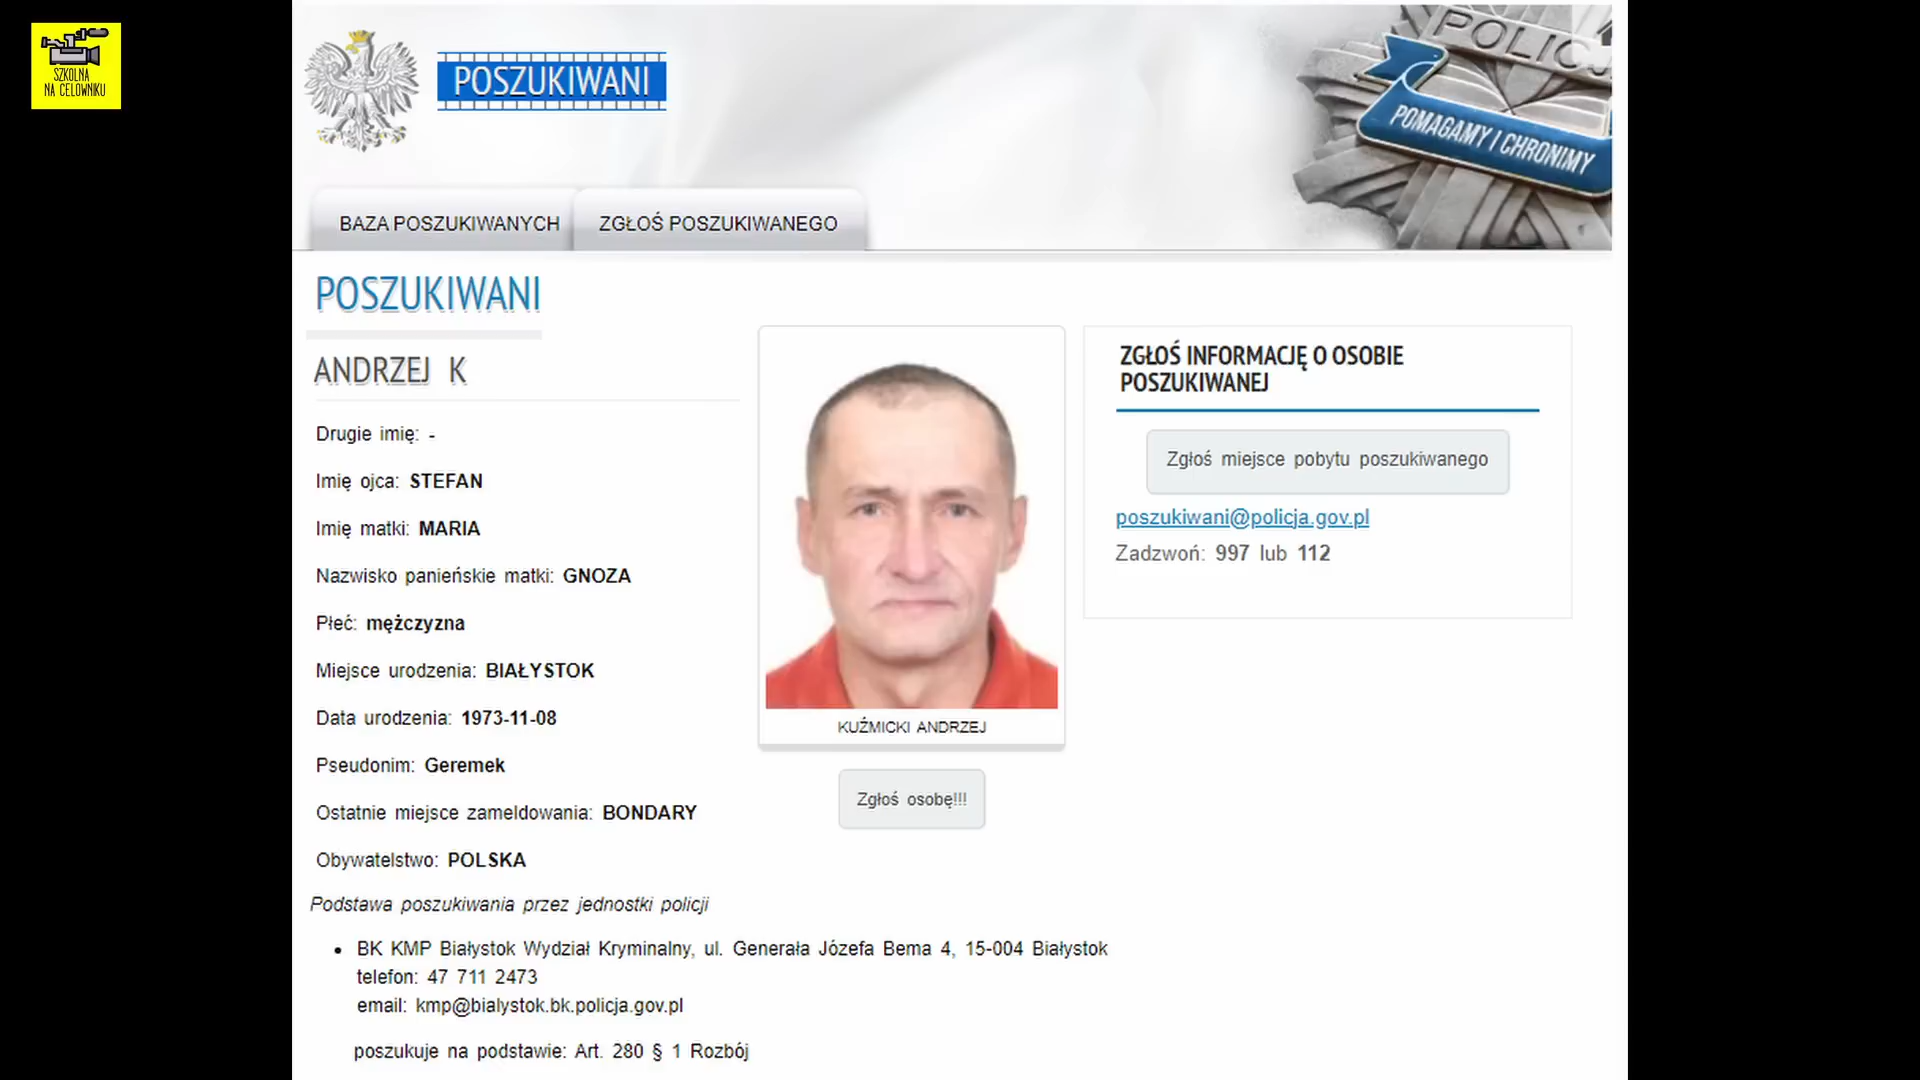 SZKOLNA
NA CELOWNIKU
POSZUKIWANI
POLICJA
POMAGAMY I CHRONIMY
BAZA POSZUKIWANYCH
ZGŁOŚ POSZUKIWANEGO
POSZUKIWANI
ANDRZEJ K
Drugie imię: -
Imię ojca: STEFAN
Imię matki: MARIA
Nazwisko panieńskie matki: GNOZA
Płeć: mężczyzna
Miejsce urodzenia: BIAŁYSTOK
Data urodzenia: 1973-11-08
Pseudonim: Geremek
Ostatnie miejsce zameldowania: BONDARY
Obywatelstwo: POLSKA
KUŹMICKI ANDRZEJ
Zgłoś osobę!!!
ZGŁOŚ INFORMACJĘ O OSOBIE
POSZUKIWANEJ
Zgłoś miejsce pobytu poszukiwanego
poszukiwani@policja.gov.pl
Zadzwoń: 997 lub 112
Podstawa poszukiwania przez jednostki policji
• BK KMP Białystok Wydział Kryminalny, ul. Generała Józefa Bema 4, 15-004 Białystok
telefon: 47 711 2473
email: kmp@bialystok.bk.policja.gov.pl
poszukuje na podstawie: Art. 280 § 1 Rozbój